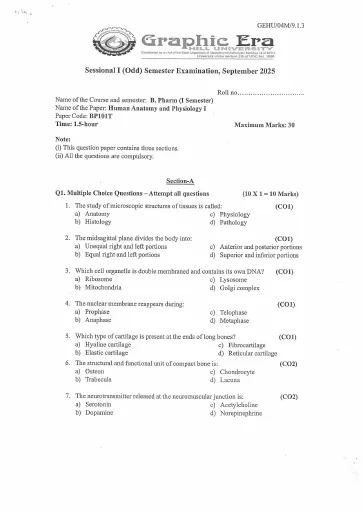 GEHU/04M/9.1.3
Graphic Era
HILL UNIVERSITY
Sessional I (Odd) Semester Examination, September 2025
Roll no..............................
Name of the Course and semester: B. Pharm (I Semester)
Name of the Paper: Human Anatomy and Physiology I
Paper Code: BP101T
Time: 1.5-hour Maximum Marks: 30
Note:
(i) This question paper contains three sections.
(ii) All the questions are compulsory.
Section-A
Q1. Multiple Choice Questions – Attempt all questions (10 X 1 = 10 Marks)
1. The study of microscopic structures of tissues is called: (CO1)
a) Anatomy c) Physiology
b) Histology d) Pathology
2. The midsagittal plane divides the body into: (CO1)
a) Unequal right and left portions c) Anterior and posterior portions
b) Equal right and left portions d) Superior and inferior portions
3. Which cell organelle is double membraned and contains its own DNA? (CO1)
a) Ribosome c) Lysosome
b) Mitochondria d) Golgi complex
4. The nuclear membrane reappears during: (CO1)
a) Prophase c) Telophase
b) Anaphase d) Metaphase
5. Which type of cartilage is present at the ends of long bones? (CO1)
a) Hyaline cartilage c) Fibrocartilage
b) Elastic cartilage d) Reticular cartilage
6. The structural and functional unit of compact bone is: (CO2)
a) Osteon c) Chondrocyte
b) Trabecula d) Lacuna
7. The neurotransmitter released at the neuromuscular junction is: (CO2)
a) Serotonin c) Acetylcholine
b) Dopamine d) Norepinephrine